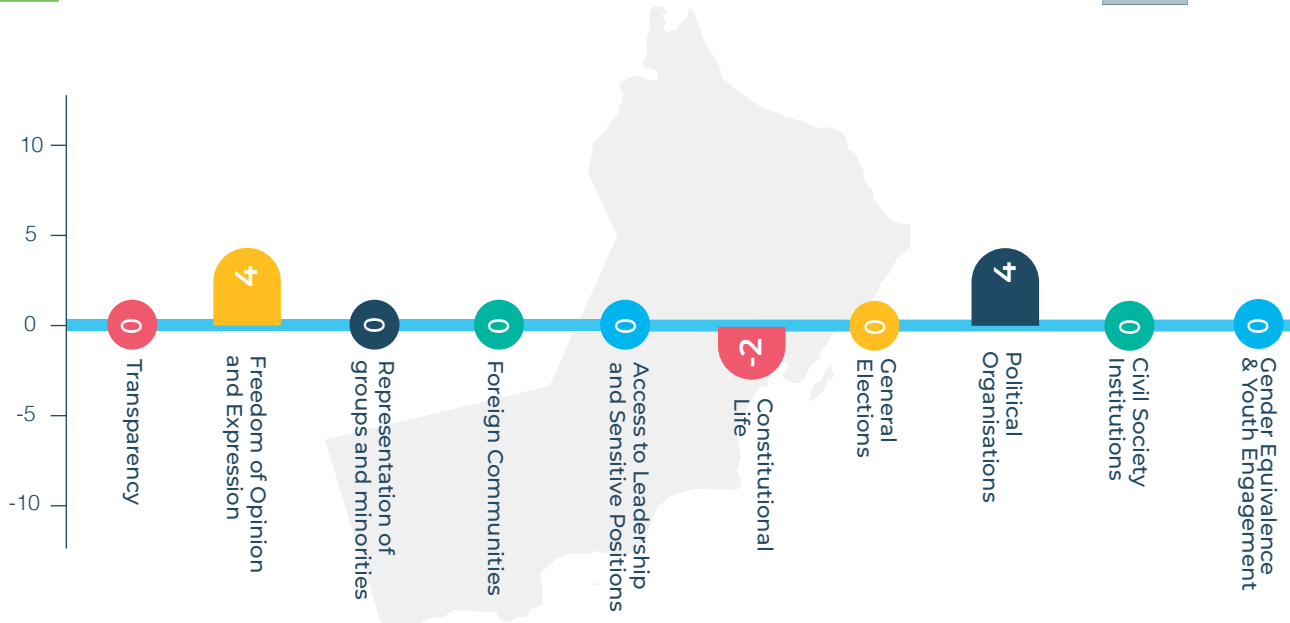 10
5
0
-5
-10
0
4
0
0
0
-2
0
4
0
0
Transparency
Freedom of Opinion
and Expression
Representation of
groups and minorities
Foreign Communities
Access to Leadership
and Sensitive Positions
Constitutional
Life
General
Elections
Political
Organisations
Civil Society
Institutions
Gender Equivalence
& Youth Engagement